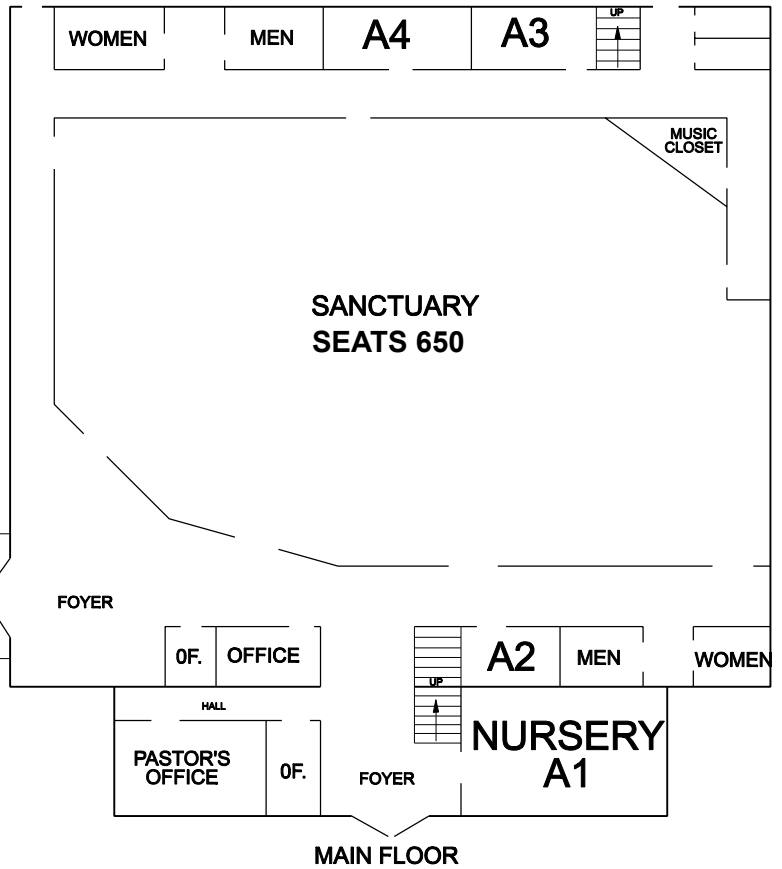 WOMEN
MEN
A4
A3
UP
MUSIC
CLOSET
SANCTUARY
SEATS 650
FOYER
0F.
OFFICE
UP
A2
MEN
WOMEN
HALL
PASTOR'S
OFFICE
0F.
FOYER
NURSERY
A1
MAIN FLOOR